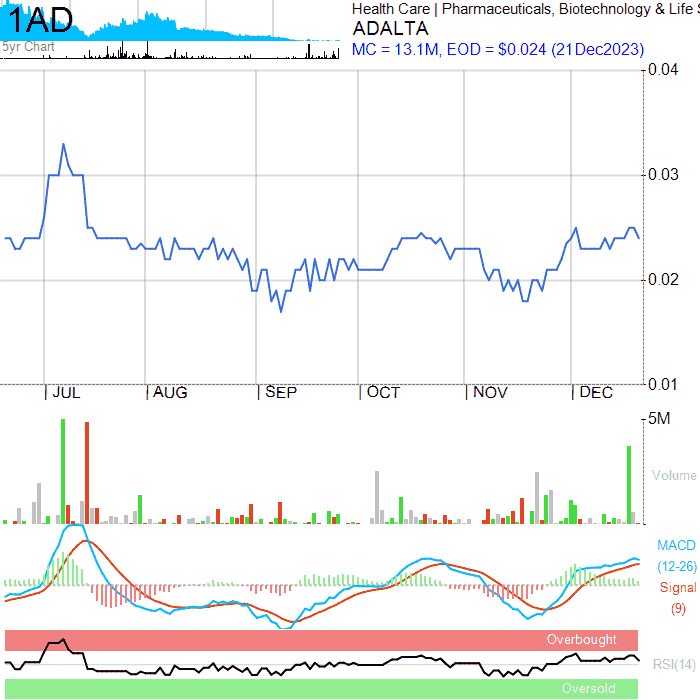 1AD
5yr Chart
Health Care | Pharmaceuticals, Biotechnology & Life S
ADALTA
MC = 13.1M, EOD = $0.024 (21Dec2023)
0.04
0.03
0.02
0.01
JUL AUG SEP OCT NOV DEC
5M
Volume
MACD
(12-26)
Signal
(9)
Overbought
RSI(14)
Oversold